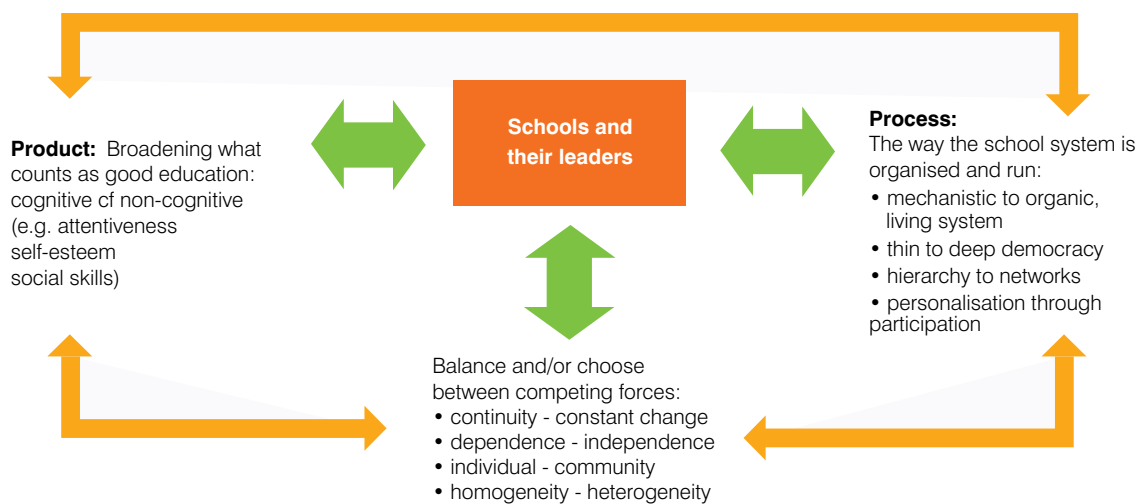 Schools and
their leaders
Product: Broadening what
counts as good education:
cognitive cf non-cognitive
(e.g. attentiveness
self-esteem
social skills)
Process:
The way the school system is
organised and run:
• mechanistic to organic,
living system
• thin to deep democracy
• hierarchy to networks
• personalisation through
participation
Balance and/or choose
between competing forces:
• continuity - constant change
• dependence - independence
• individual - community
• homogeneity - heterogeneity